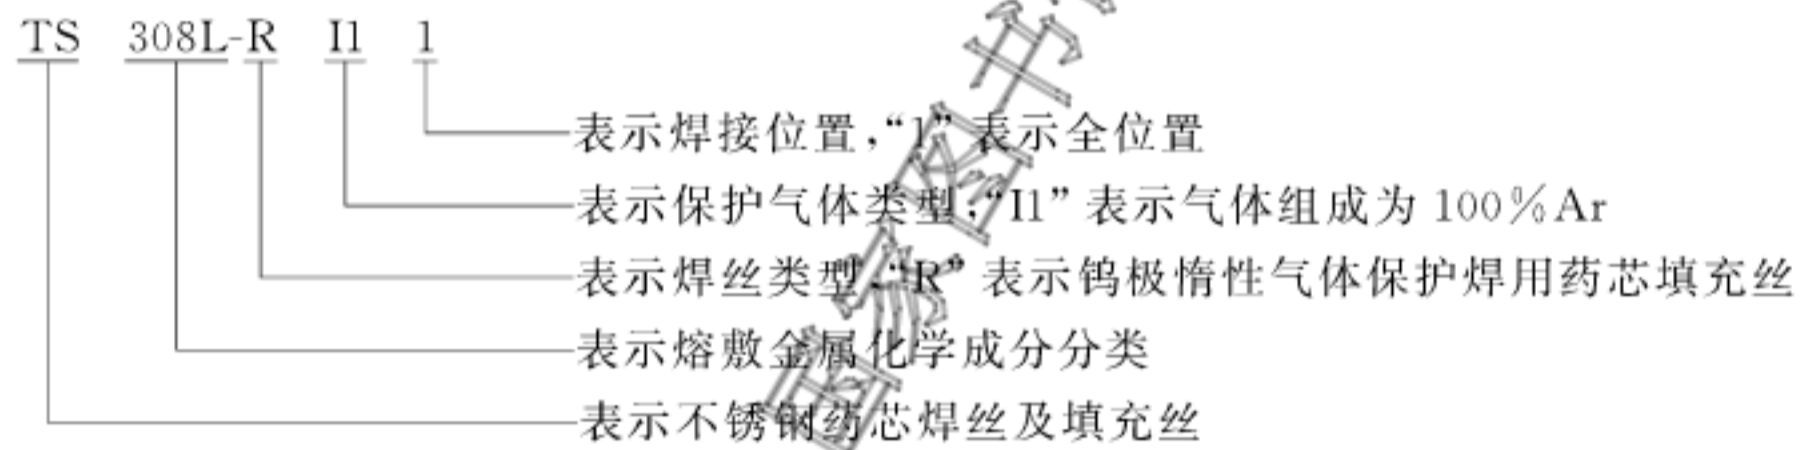 TS 308L-R I1 1
表示焊接位置，“1”表示全位置
表示保护气体类型，“I1”表示气体组成为 100%Ar
表示焊丝类型，“R”表示钨极惰性气体保护焊用药芯填充丝
表示熔敷金属化学成分分类
表示不锈钢药芯焊丝及填充丝